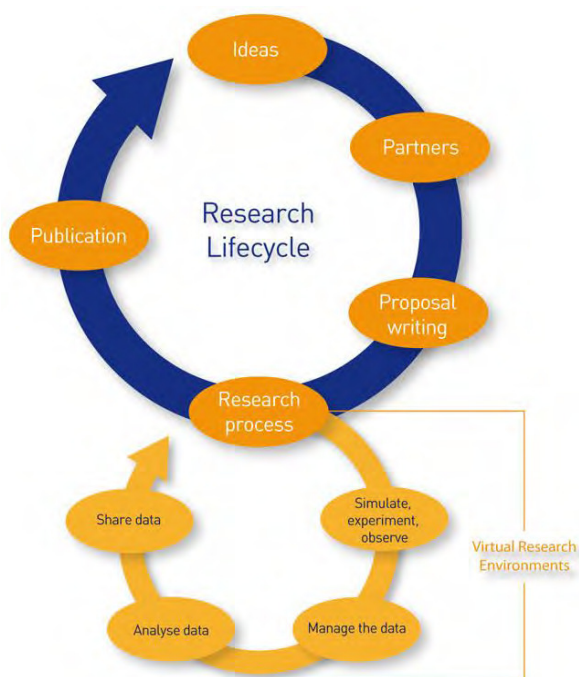 Ideas
Partners
Research
Lifecycle
Publication
Proposal
writing
Research
process
Share data
Simulate,
experiment,
observe
Virtual Research
Environments
Analyse data
Manage the data